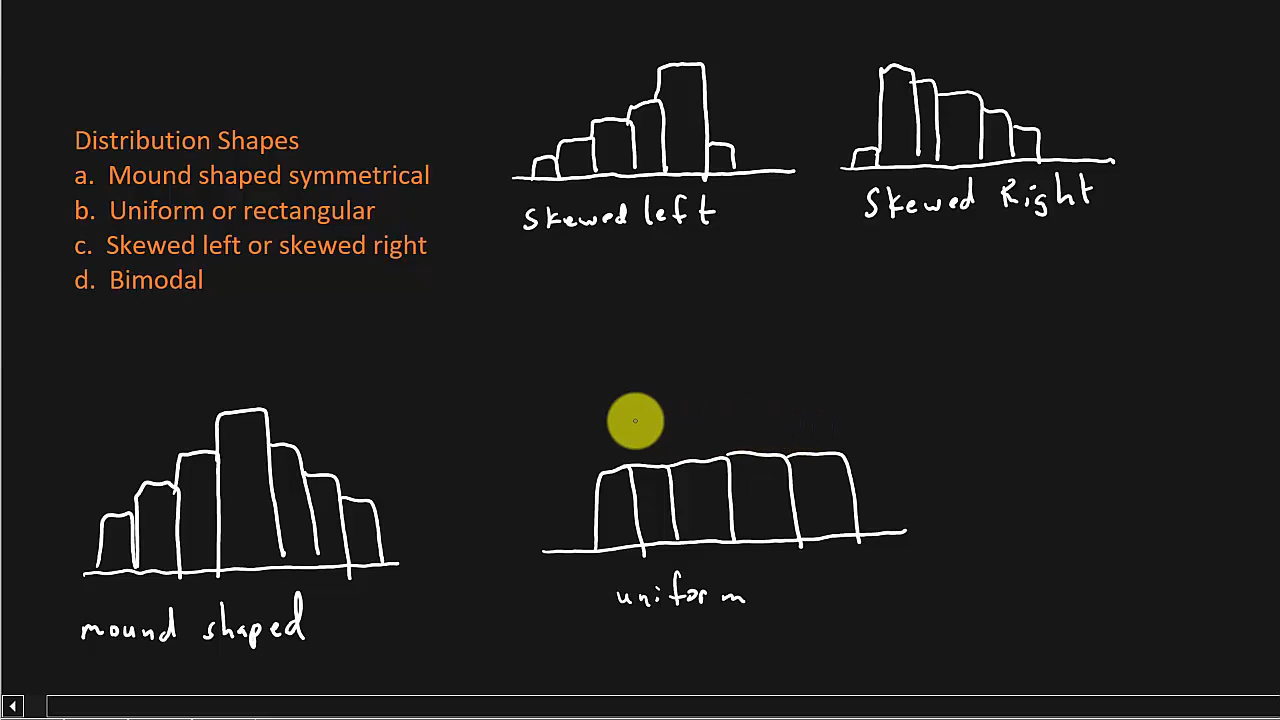 Distribution Shapes
a. Mound shaped symmetrical
b. Uniform or rectangular
c. Skewed left or skewed right
d. Bimodal
Skewed left
Skewed Right
mound shaped
uniform